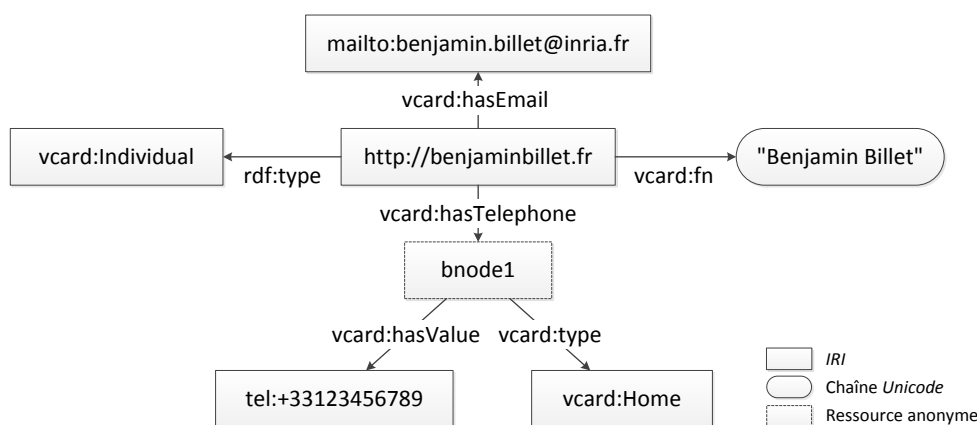 mailto:benjamin.billet@inria.fr
vcard:hasEmail
vcard:Individual
http://benjaminbillet.fr
"Benjamin Billet"
rdf:type
vcard:fn
vcard:hasTelephone
bnode1
vcard:hasValue
vcard:type
tel:+33123456789
vcard:Home
IRI
Chaîne Unicode
Ressource anonyme